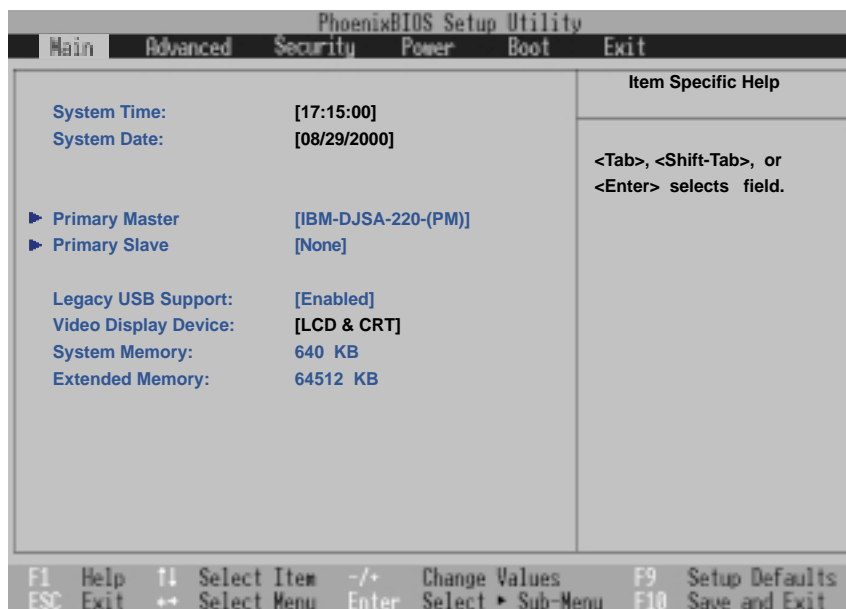 PhoenixBIOS Setup Utility
Main Advanced Security Power Boot Exit
Item Specific Help
System Time: [17:15:00]
System Date: [08/29/2000]
<Tab>, <Shift-Tab>, or
<Enter> selects field.
Primary Master [IBM-DJSA-220-(PM)]
Primary Slave [None]
Legacy USB Support: [Enabled]
Video Display Device: [LCD & CRT]
System Memory: 640 KB
Extended Memory: 64512 KB
F1 Help ↑↓ Select Item -/+ Change Values F9 Setup Defaults
ESC Exit ←→ Select Menu Enter Select ▸ Sub-Menu F10 Save and Exit